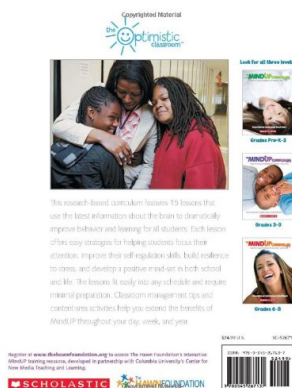 Copyrighted Material
the Optimistic
classroom
Look for all three levels
Grades Pre-K–2
Grades 3–5
Grades 6–8
This research-based curriculum features 15 lessons that
use the latest information about the brain to dramatically
improve behavior and learning for all students. Each lesson
offers easy strategies for helping students focus their
attention, improve their self-regulation skills, build resilience
to stress, and develop a positive mind-set in both school
and life. The lessons fit easily into any schedule and require
minimal preparation. Classroom management tips and
content area activities help you extend the benefits of
MindUP throughout your day, week, and year.
Register at www.thehawnfoundation.org to access The Hawn Foundation's interactive
MindUP training resource, developed in partnership with Columbia University's Center for
New Media Teaching and Learning.
SCHOLASTIC
THE HAWN FOUNDATION